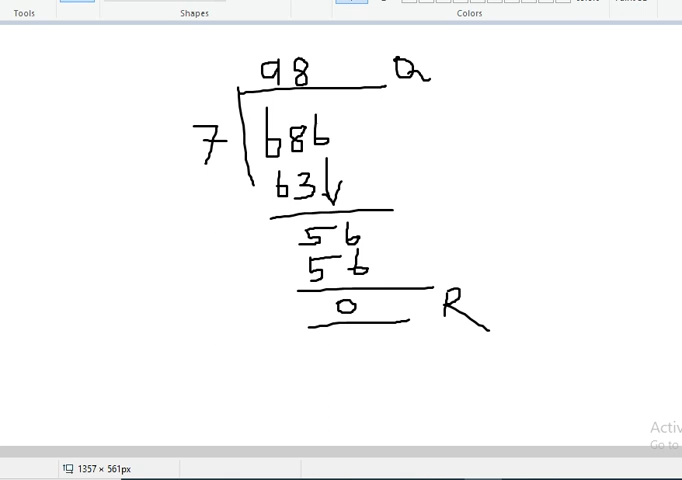 Tools Shapes Colors
98 Q
7 686
63
56
56
0 R
Activ
Go to
1357 × 561px